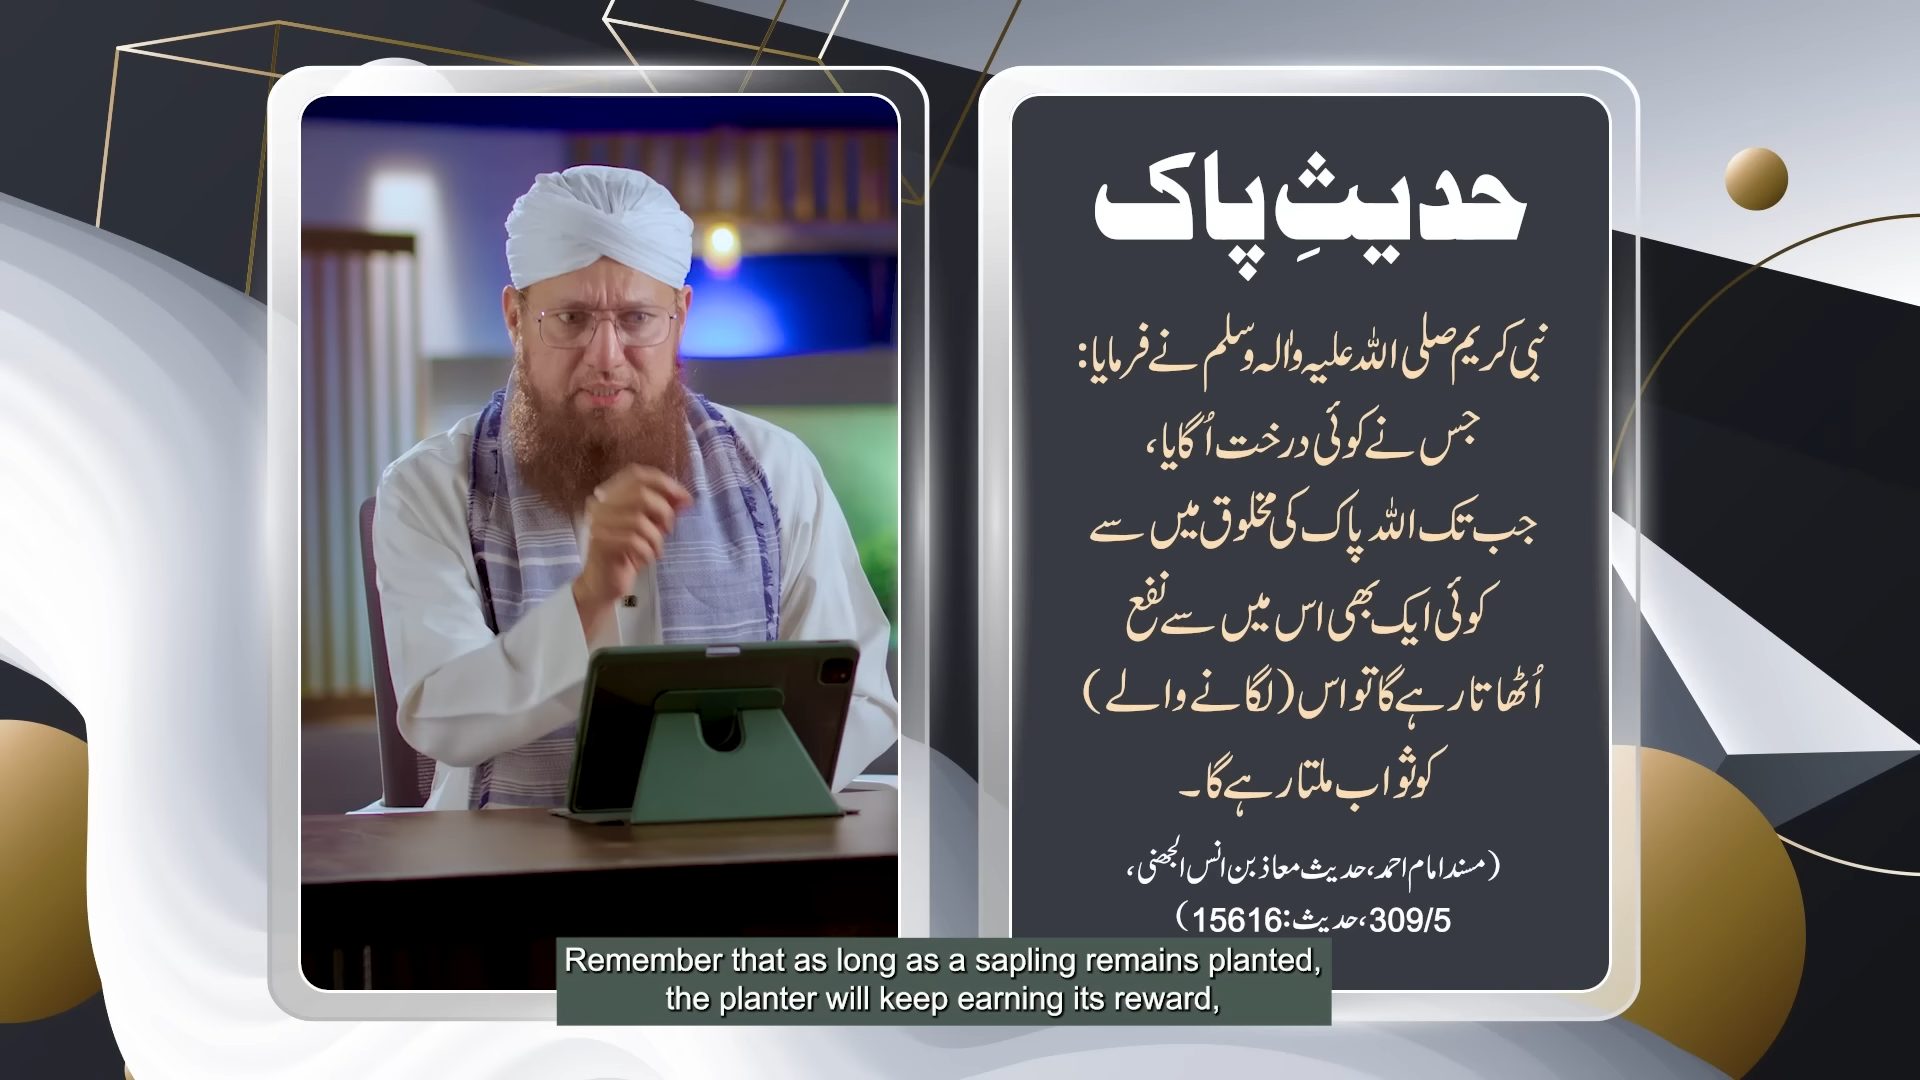 حدیثِ پاک
نبی کریم صلی اللہ علیہ واٰلہ وسلم نے فرمایا:
جس نے کوئی درخت اُگایا،
جب تک اللہ پاک کی مخلوق میں سے
کوئی ایک بھی اس میں سے نفع
اُٹھاتا رہے گا تو اس (لگانے والے)
کو ثواب ملتا رہے گا۔
(مسند امام احمد، حدیث معاذ بن انس الجھنی،
309/5، حدیث: 15616)
Remember that as long as a sapling remains planted,
the planter will keep earning its reward,